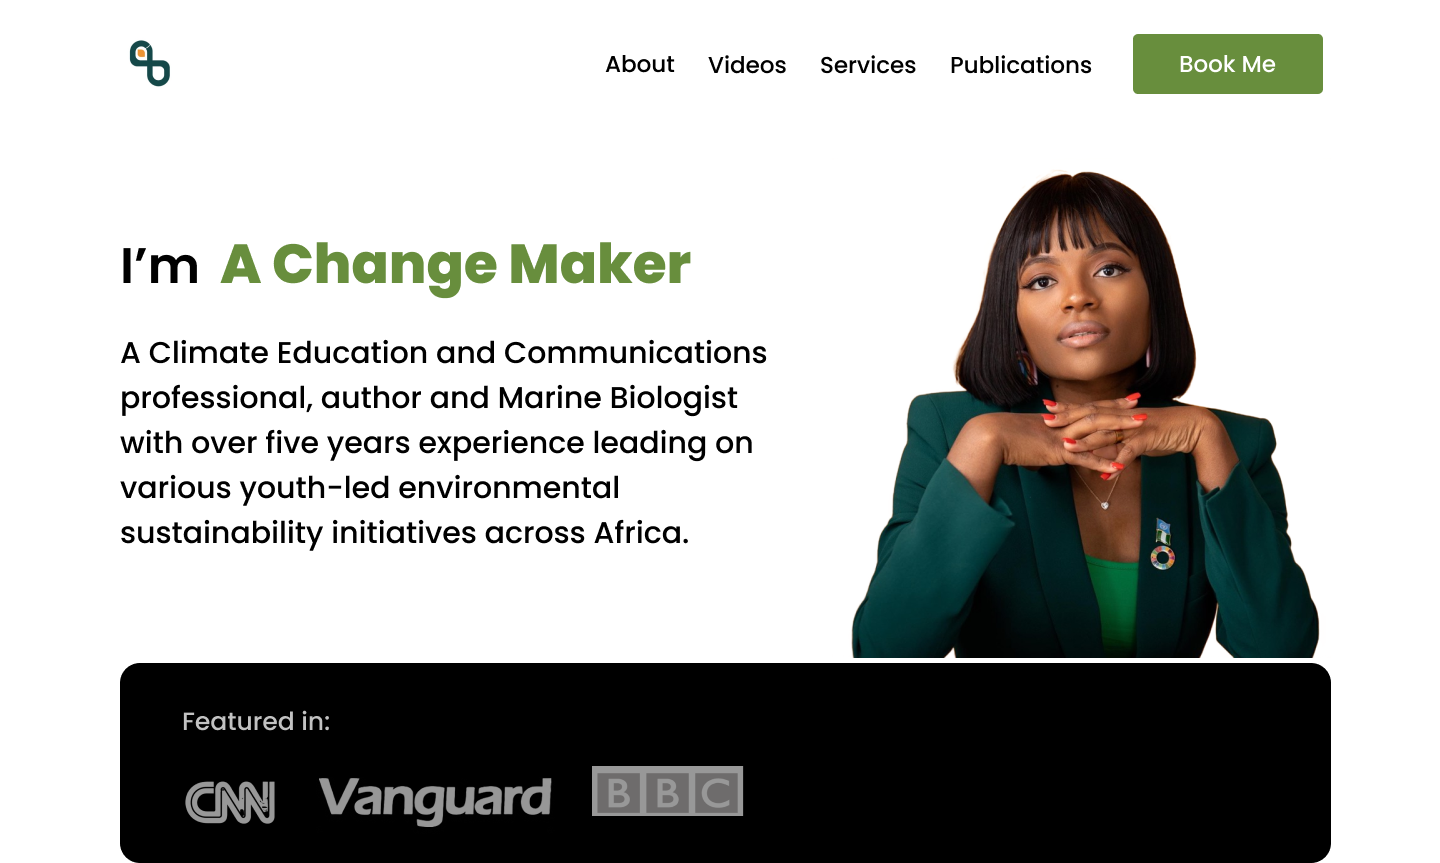 About
Videos
Services
Publications
Book Me
I’m A Change Maker
A Climate Education and Communications
professional, author and Marine Biologist
with over five years experience leading on
various youth-led environmental
sustainability initiatives across Africa.
Featured in:
CNN
Vanguard
BBC